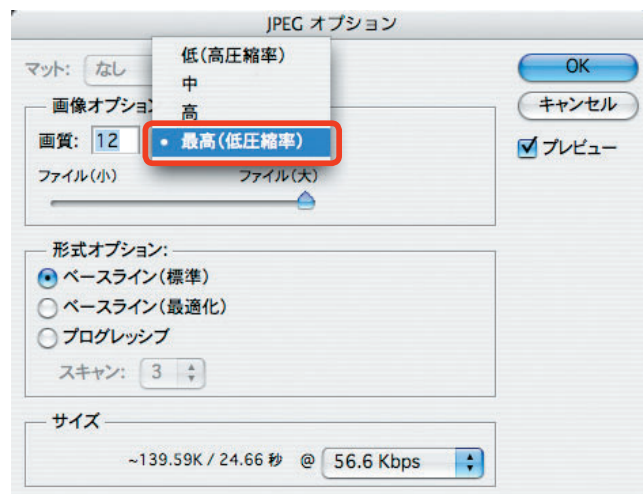 JPEG オプション
マット: なし
低(高圧縮率)
中
高
最高(低圧縮率)
OK
キャンセル
プレビュー
画像オプション
画質: 12
ファイル(小) ファイル(大)
形式オプション:
ベースライン(標準)
ベースライン(最適化)
プログレッシブ
スキャン: 3
サイズ
~139.59K / 24.66 秒 @ 56.6 Kbps